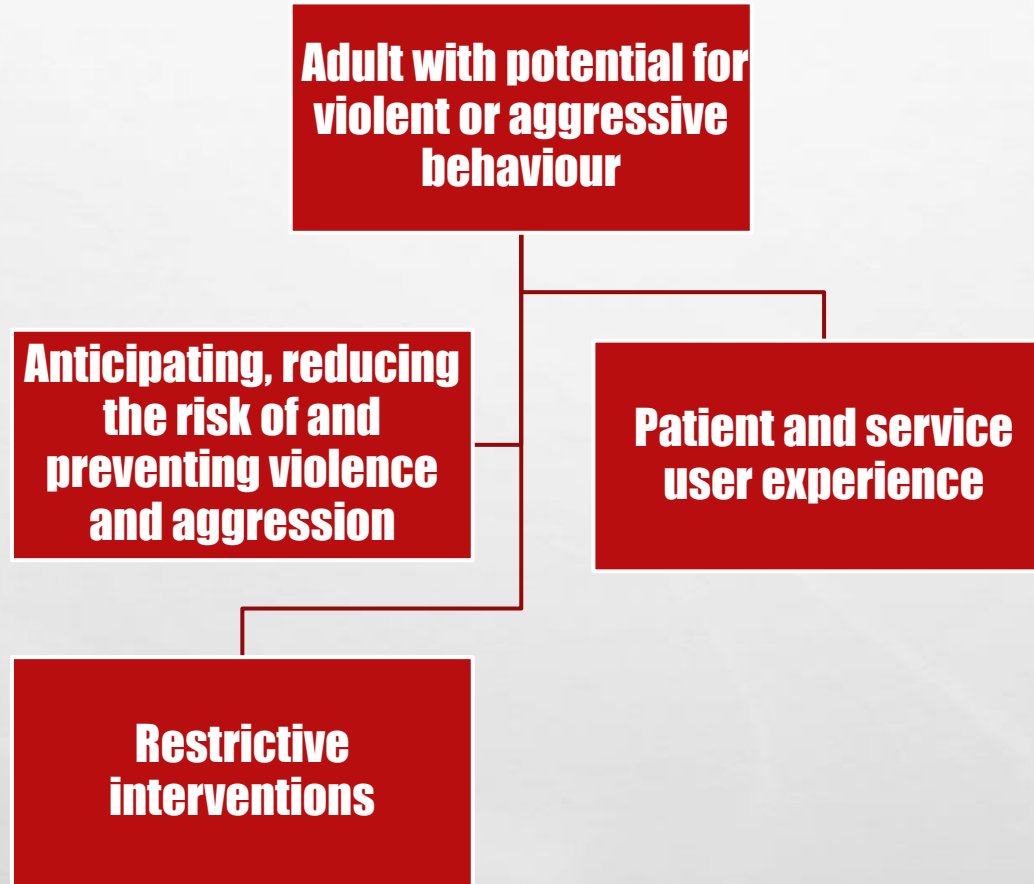 Adult with potential for
violent or aggressive
behaviour
Anticipating, reducing
the risk of and
preventing violence
and aggression
Patient and service
user experience
Restrictive
interventions